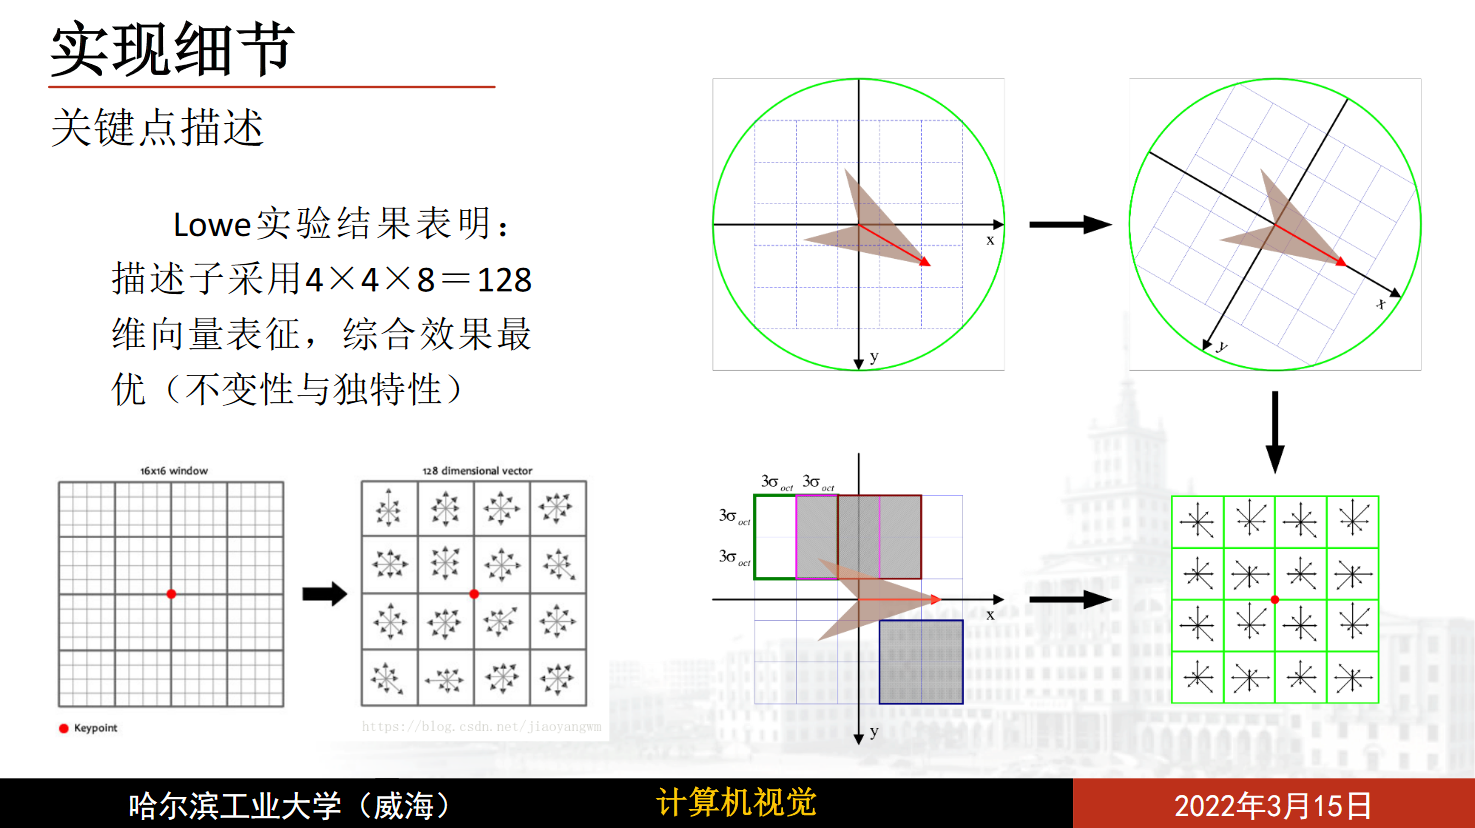 实现细节
关键点描述
Lowe实验结果表明：
描述子采用4×4×8＝128
维向量表征，综合效果最
优（不变性与独特性）
16x16 window
128 dimensional vector
Keypoint
https://blog.csdn.net/jiaoyangwm
x
y
x
y
3σoct 3σoct
3σoct
3σoct
x
y
哈尔滨工业大学（威海）
计算机视觉
2022年3月15日